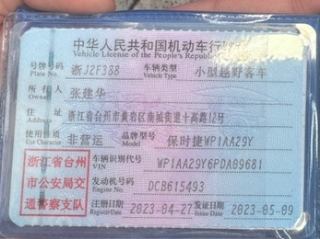 中华人民共和国机动车行
Vehicle License of the People's Republic
号牌号码 Plate No. 浙J2F388 车辆类型 Vehicle Type 小型越野客车
所有人 Owner 张建华
住址 Address 浙江省台州市黄岩区南城街道十高路12号
使用性质 Use Character 非营运 品牌型号 Model 保时捷WP1AA29Y
浙江省台州市公安局交通警察支队
车辆识别代号 VIN WP1AA29Y6PDA09681
发动机号码 Engine No. DCB615493
注册日期 Register Date 2023-04-27 发证日期 Issue Date 2023-05-09